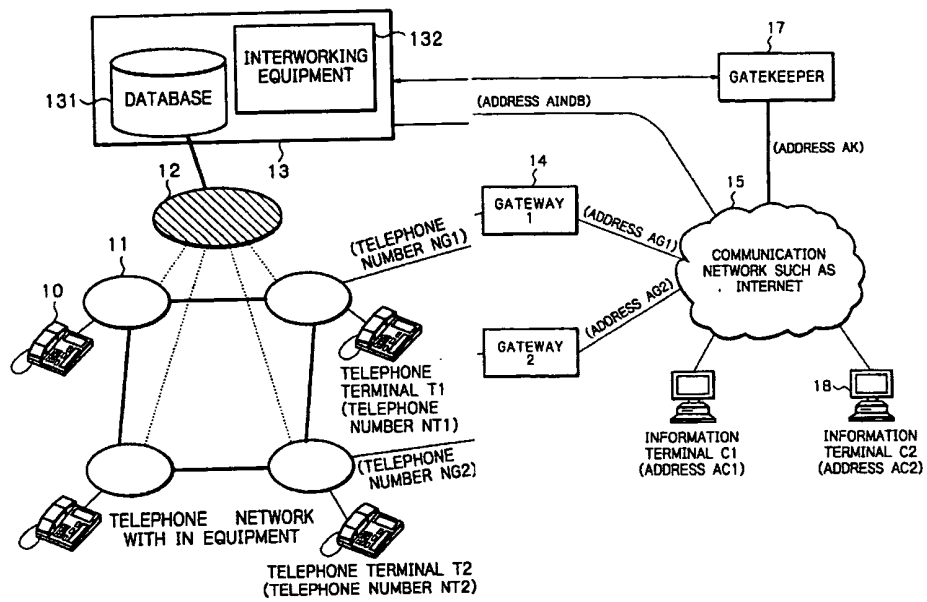 132
17
INTERWORKING
EQUIPMENT
GATEKEEPER
131
DATABASE
(ADDRESS AINDB)
13
(ADDRESS AK)
12
14
15
GATEWAY
1
(ADDRESS AG1)
11
(TELEPHONE
NUMBER NG1)
COMMUNICATION
NETWORK SUCH AS
INTERNET
10
(ADDRESS AG2)
GATEWAY
2
TELEPHONE
TERMINAL T1
(TELEPHONE
NUMBER NT1)
18
INFORMATION
TERMINAL C1
(ADDRESS AC1)
INFORMATION
TERMINAL C2
(ADDRESS AC2)
(TELEPHONE
NUMBER NG2)
TELEPHONE NETWORK
WITH IN EQUIPMENT
TELEPHONE TERMINAL T2
(TELEPHONE NUMBER NT2)